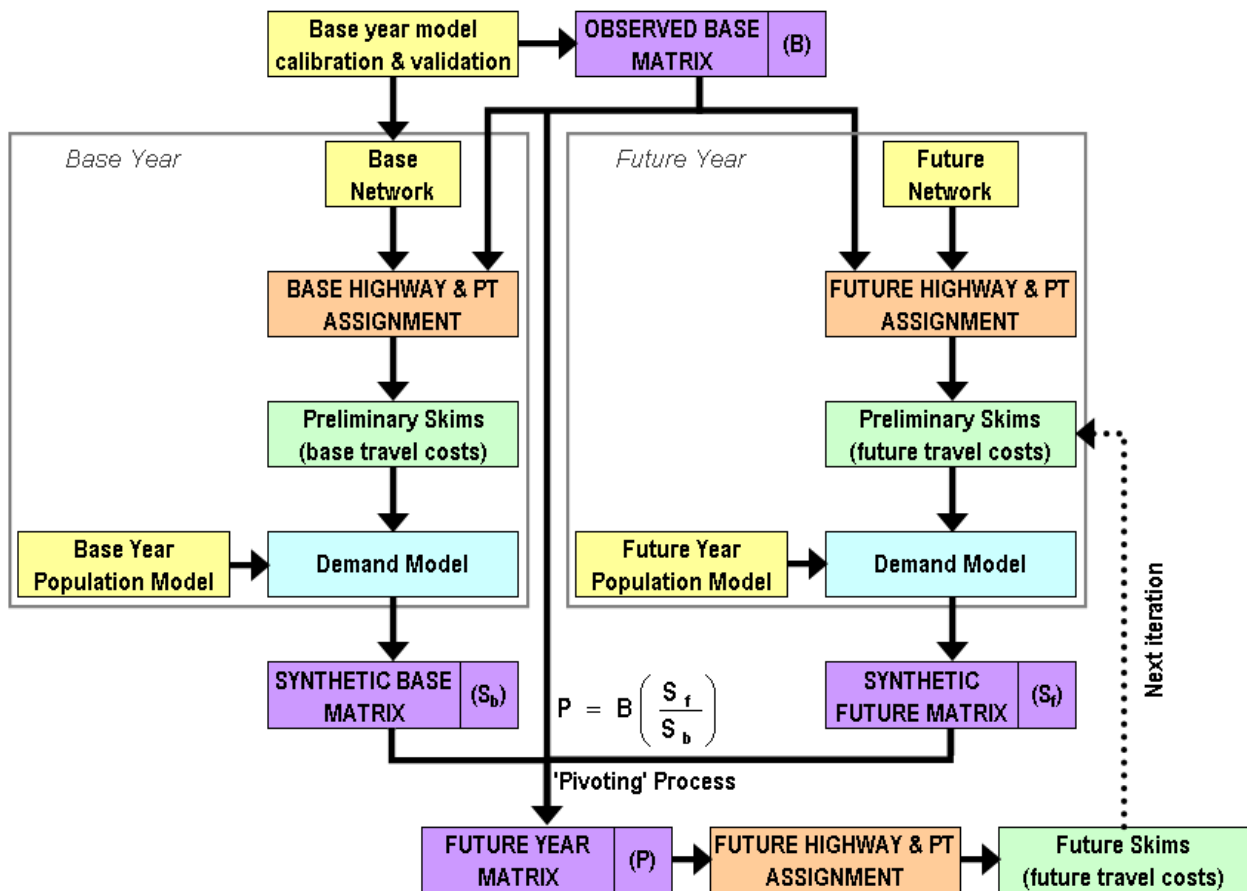 Base year model
calibration & validation
OBSERVED BASE
MATRIX
(B)
Base Year
Base
Network
Future Year
Future
Network
BASE HIGHWAY & PT
ASSIGNMENT
FUTURE HIGHWAY & PT
ASSIGNMENT
Preliminary Skims
(base travel costs)
Preliminary Skims
(future travel costs)
Base Year
Population Model
Demand Model
Future Year
Population Model
Demand Model
Next iteration
SYNTHETIC BASE
MATRIX
(Sb)
P = B(Sf/Sb)
SYNTHETIC
FUTURE MATRIX
(Sf)
'Pivoting' Process
FUTURE YEAR
MATRIX
(P)
FUTURE HIGHWAY & PT
ASSIGNMENT
Future Skims
(future travel costs)